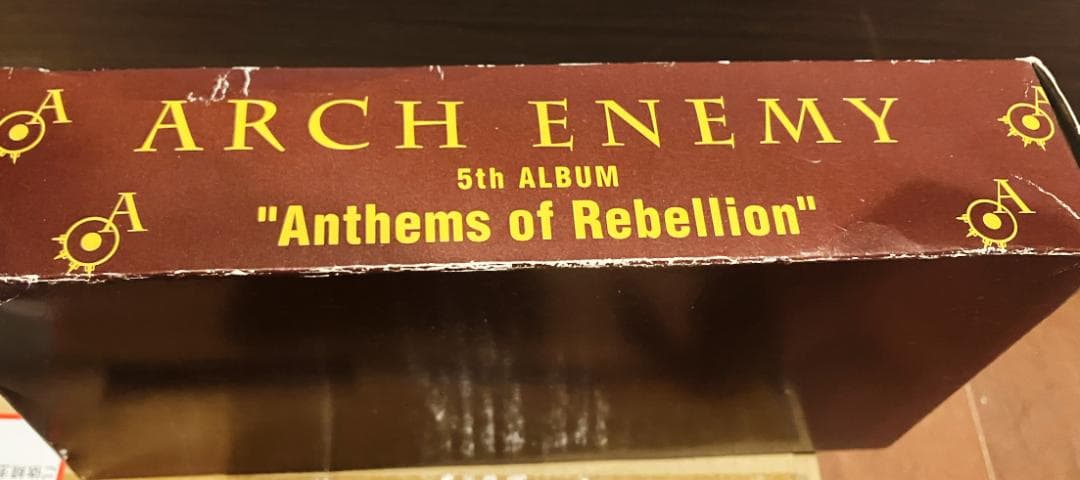 ARCH ENEMY
5th ALBUM
"Anthems of Rebellion"